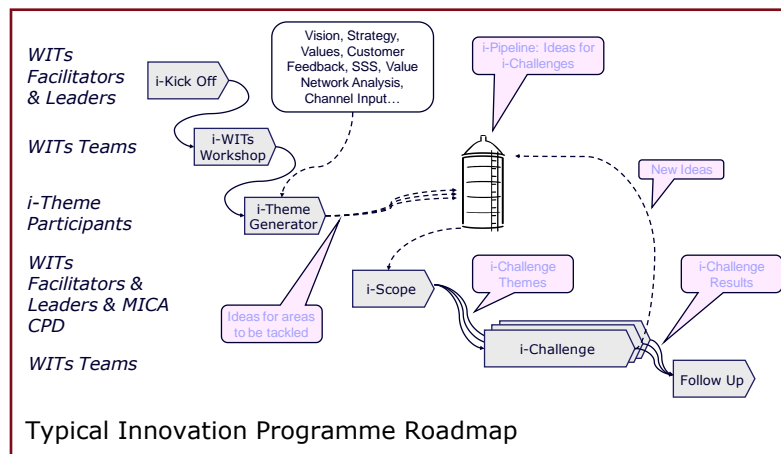 WITs
Facilitators
& Leaders
i-Kick Off
Vision, Strategy,
Values, Customer
Feedback, SSS, Value
Network Analysis,
Channel Input…
i-Pipeline: Ideas for
i-Challenges
WITs Teams
i-WITs
Workshop
New Ideas
i-Theme
Participants
i-Theme
Generator
WITs
Facilitators &
Leaders & MICA
CPD
Ideas for areas
to be tackled
i-Scope
i-Challenge
Themes
i-Challenge
Results
WITs Teams
i-Challenge
Follow Up
Typical Innovation Programme Roadmap